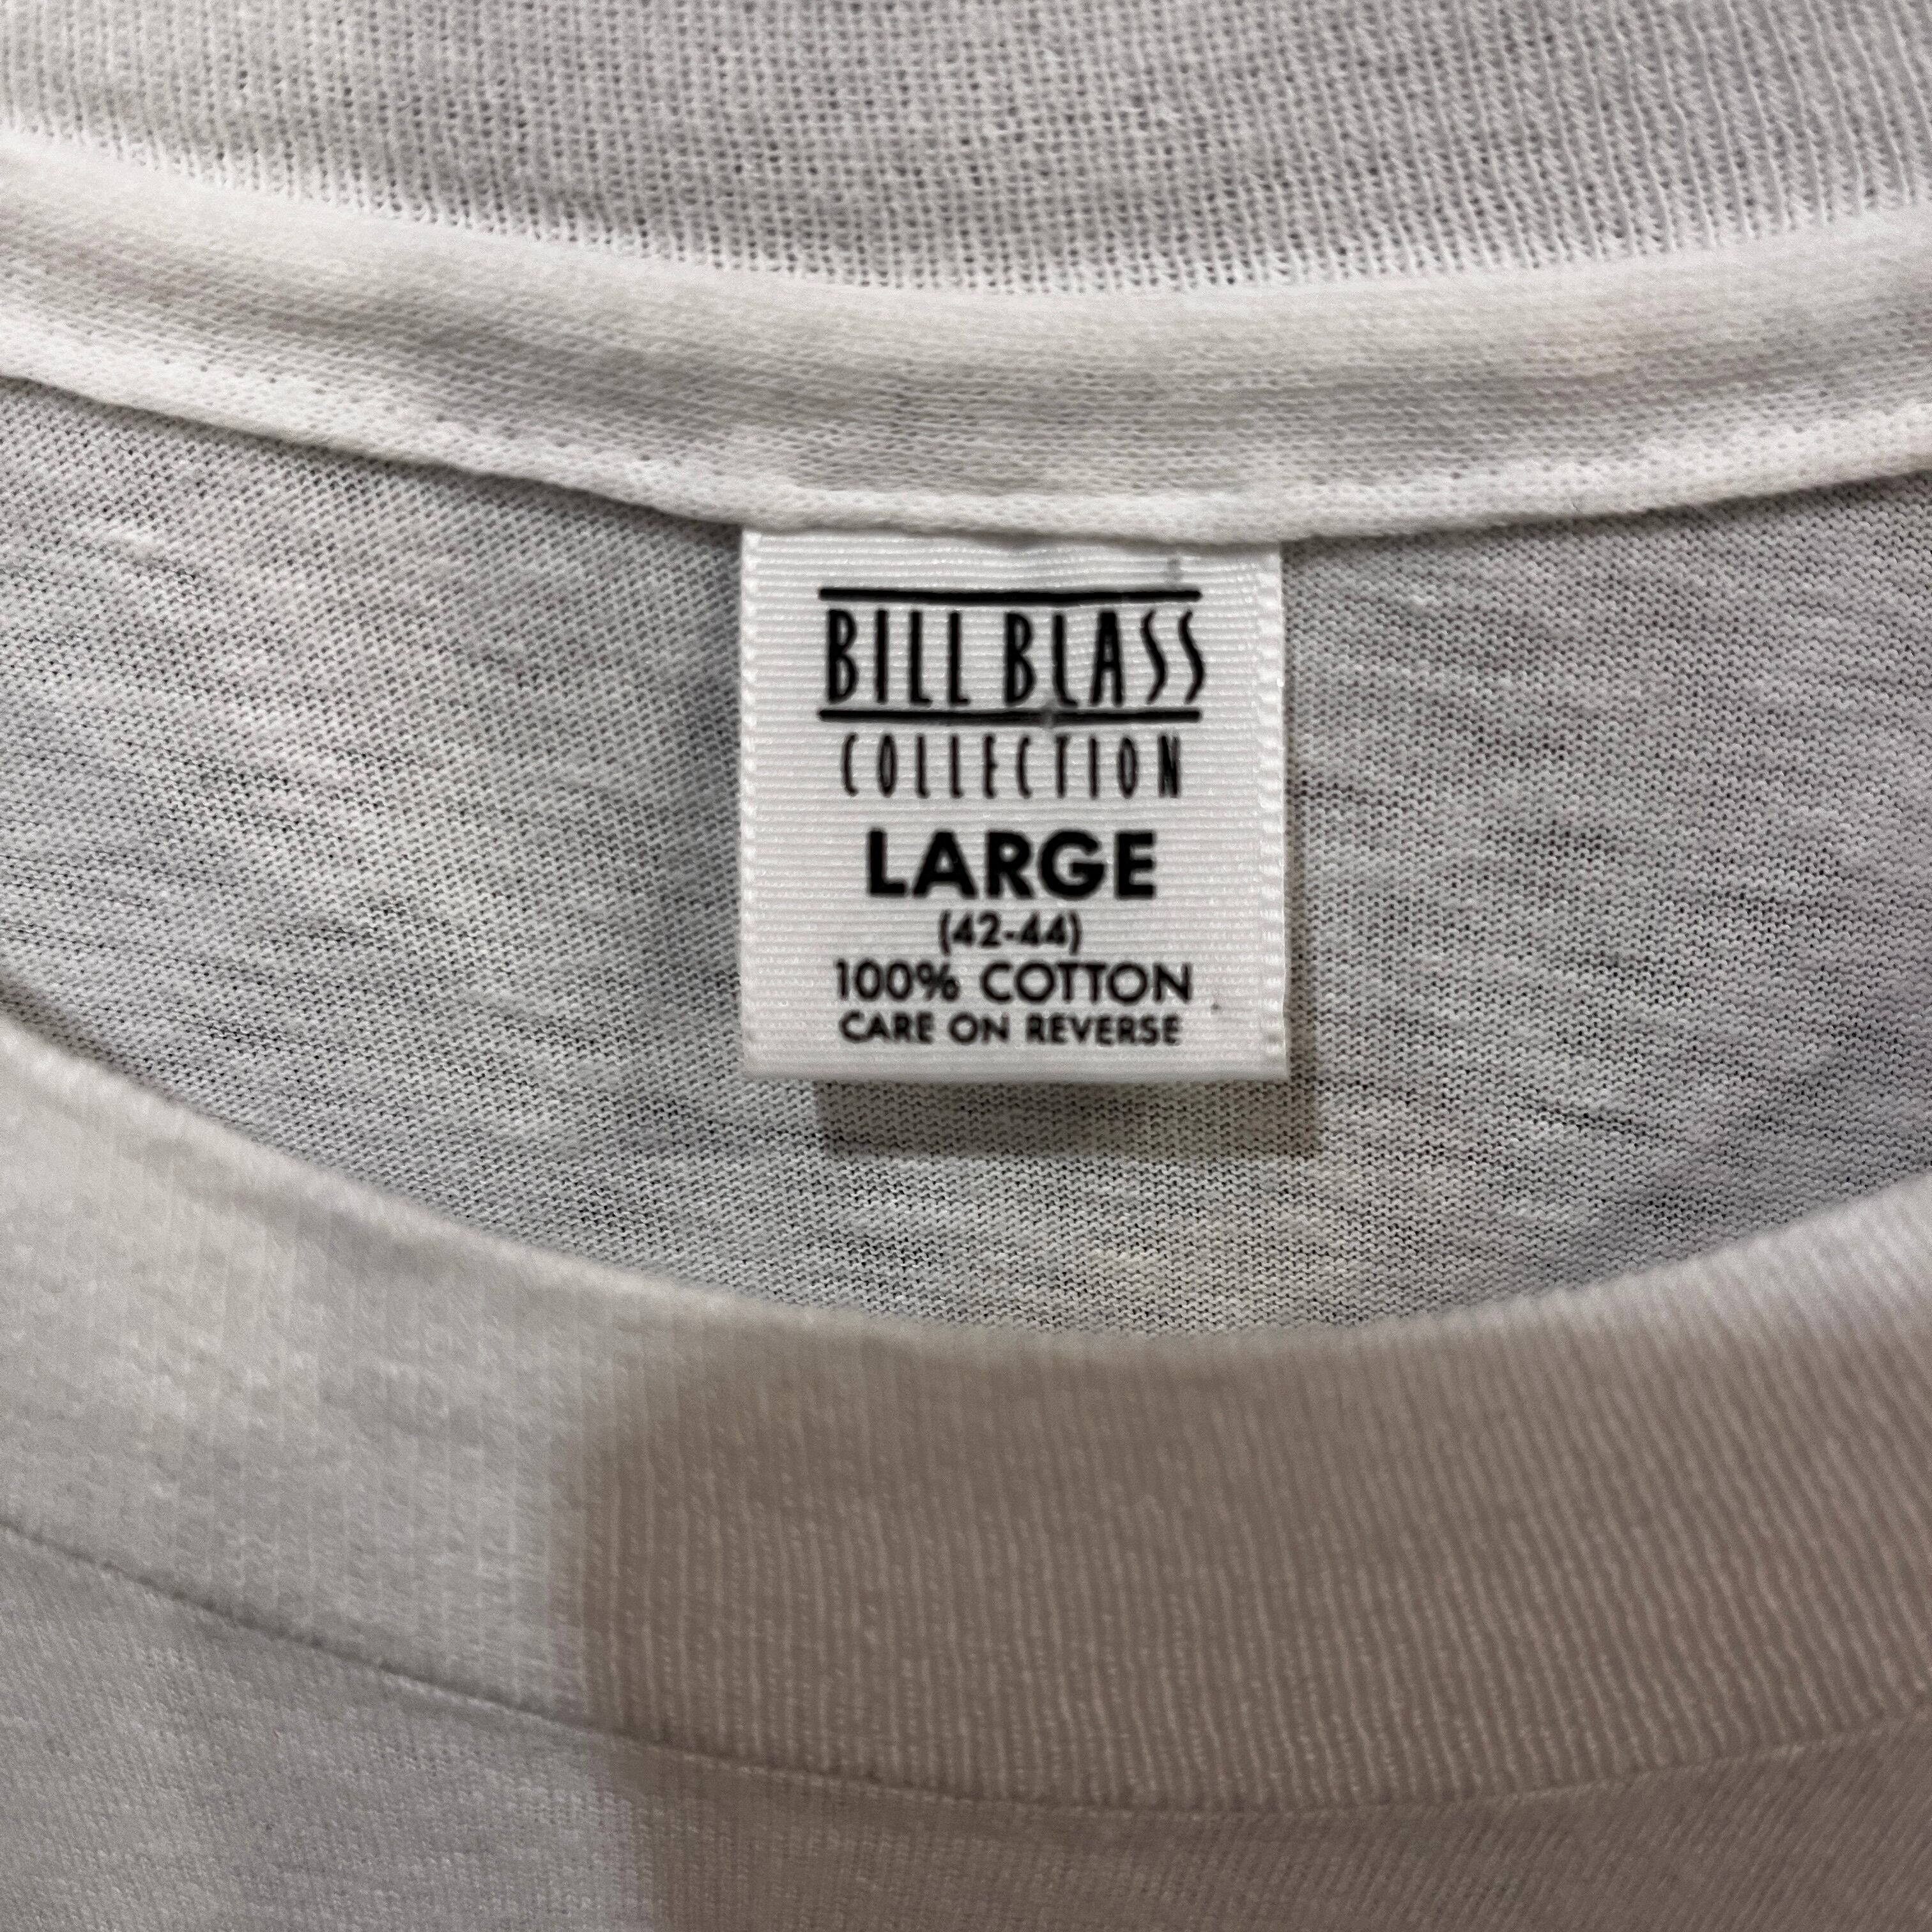 BILL BLASS
COLLECTION
LARGE
(42-44)
100% COTTON
CARE ON REVERSE